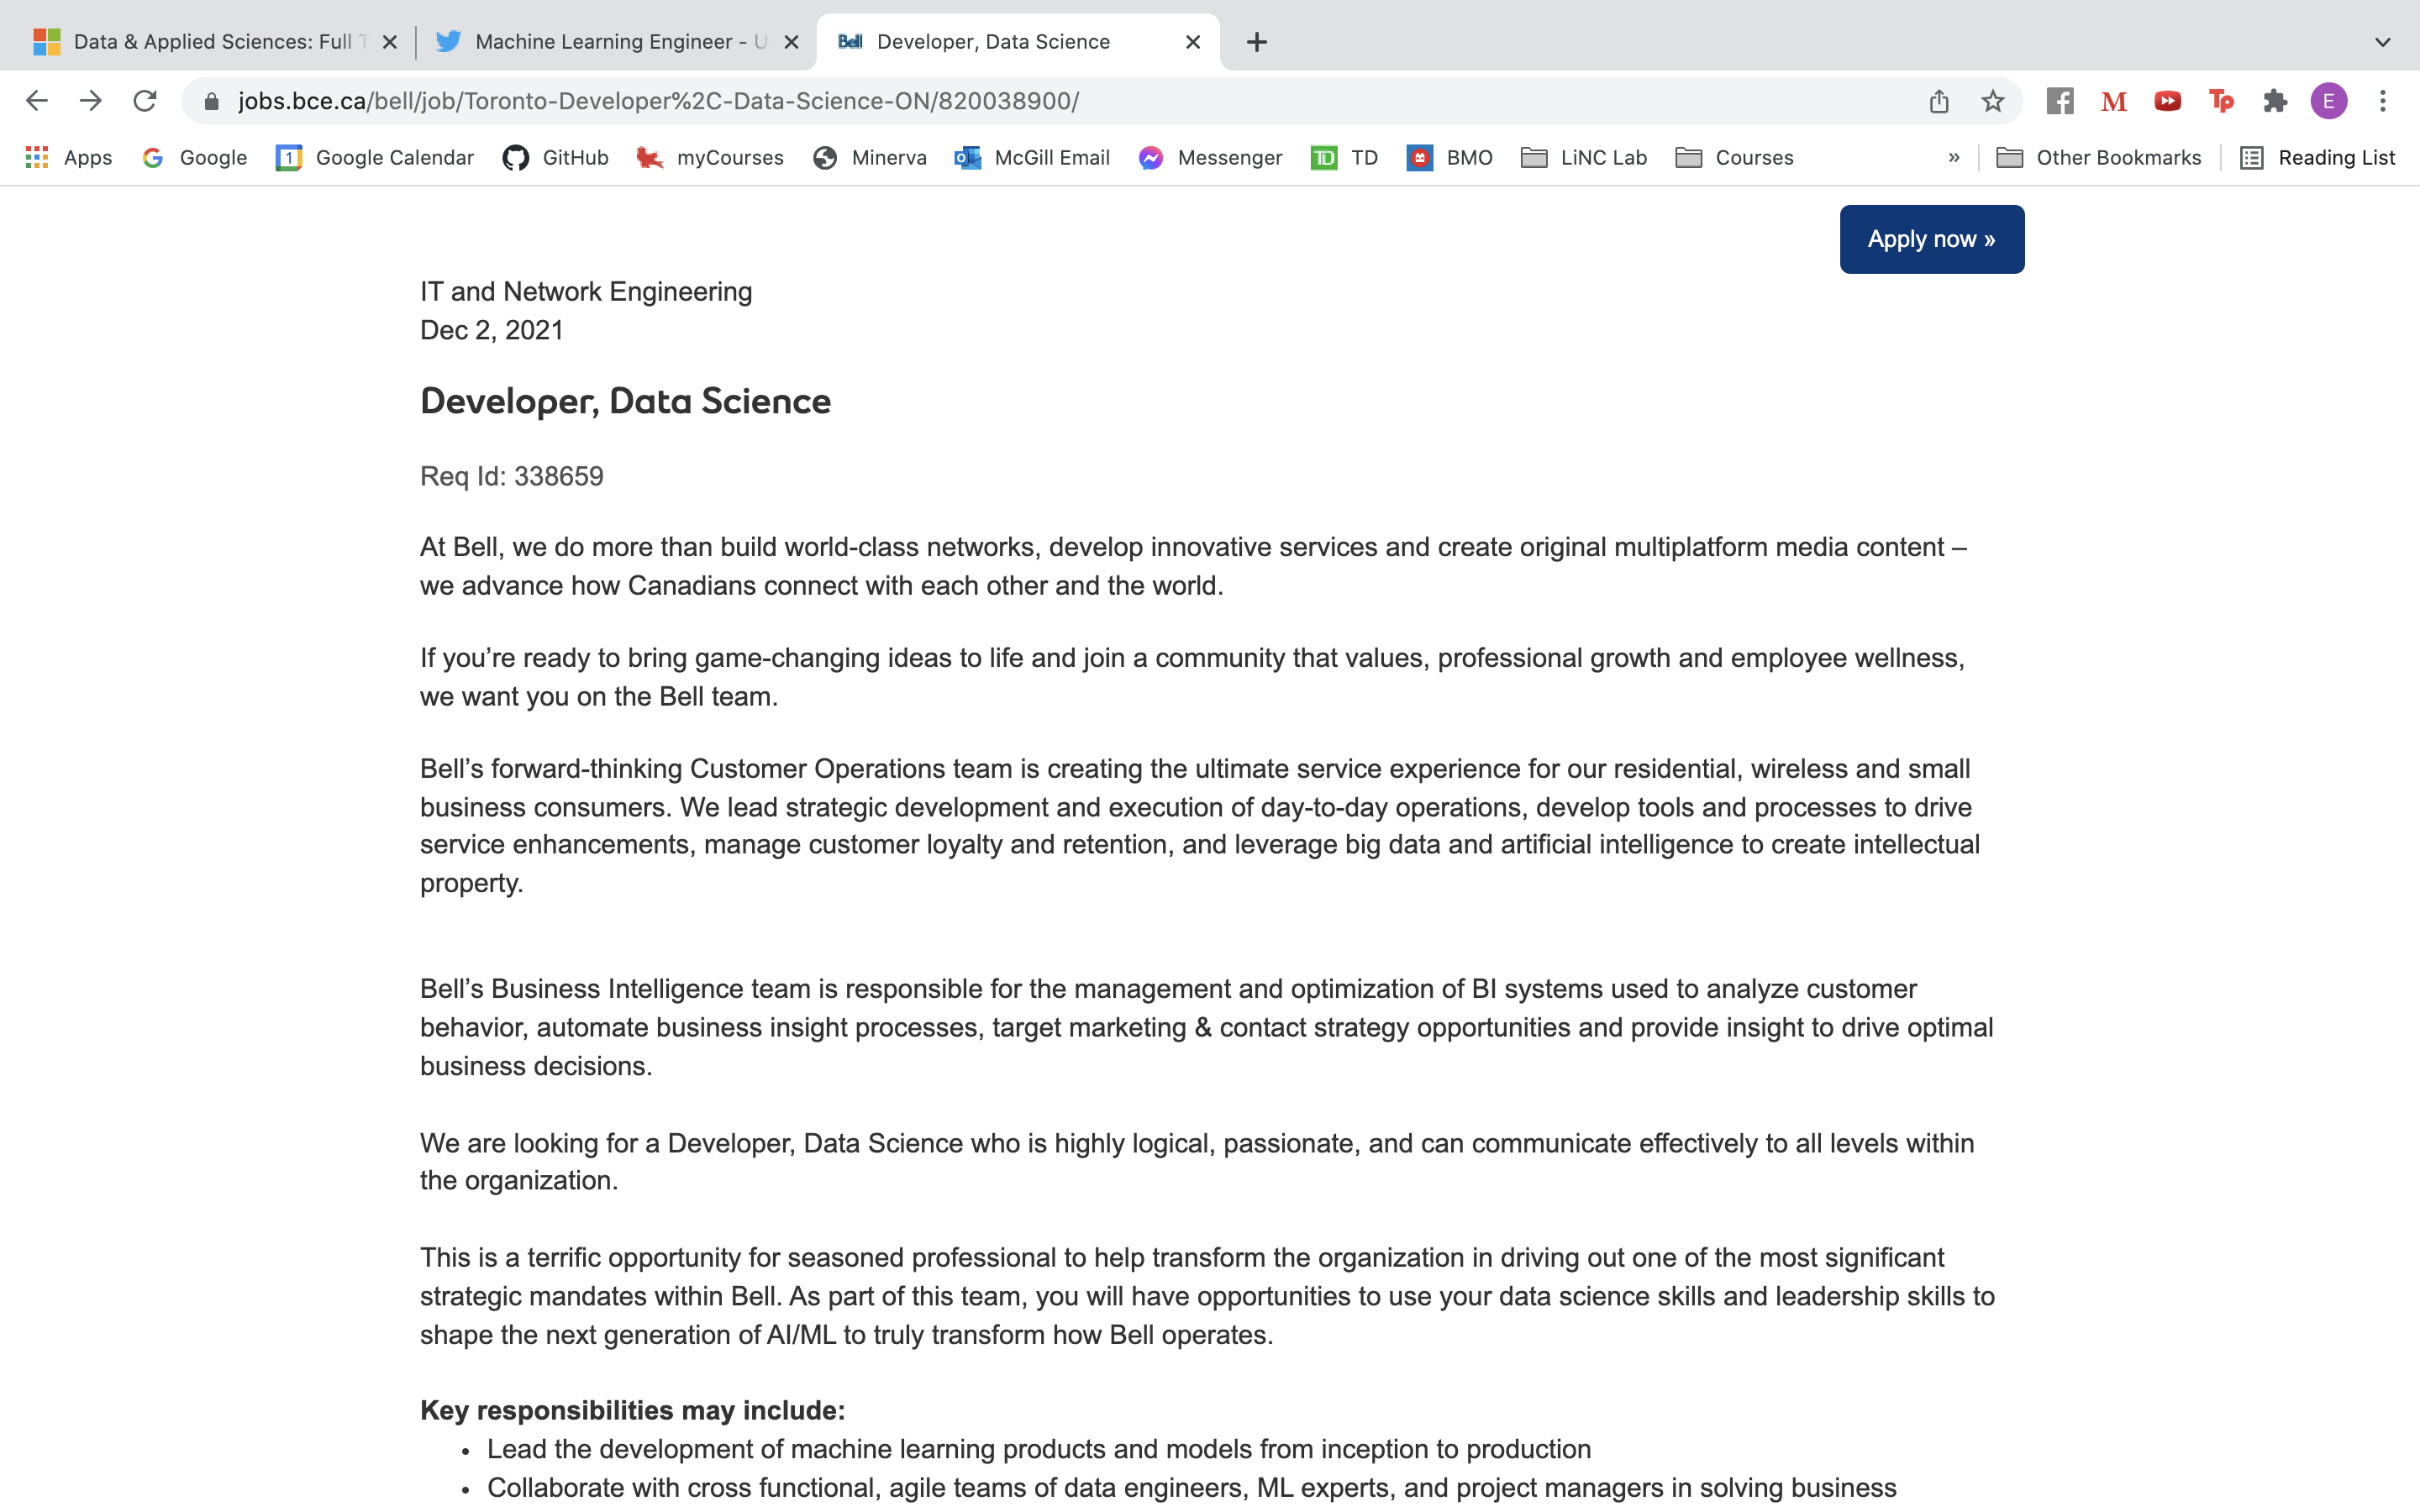 Data & Applied Sciences: Full T
Machine Learning Engineer - U
Bell Developer, Data Science
jobs.bce.ca/bell/job/Toronto-Developer%2C-Data-Science-ON/820038900/
M Tp E
Apps Google 1 Google Calendar GitHub myCourses Minerva McGill Email Messenger TD TD BMO LiNC Lab Courses » Other Bookmarks Reading List
Apply now »
IT and Network Engineering
Dec 2, 2021
Developer, Data Science
Req Id: 338659
At Bell, we do more than build world-class networks, develop innovative services and create original multiplatform media content –
we advance how Canadians connect with each other and the world.
If you’re ready to bring game-changing ideas to life and join a community that values, professional growth and employee wellness,
we want you on the Bell team.
Bell’s forward-thinking Customer Operations team is creating the ultimate service experience for our residential, wireless and small
business consumers. We lead strategic development and execution of day-to-day operations, develop tools and processes to drive
service enhancements, manage customer loyalty and retention, and leverage big data and artificial intelligence to create intellectual
property.
Bell’s Business Intelligence team is responsible for the management and optimization of BI systems used to analyze customer
behavior, automate business insight processes, target marketing & contact strategy opportunities and provide insight to drive optimal
business decisions.
We are looking for a Developer, Data Science who is highly logical, passionate, and can communicate effectively to all levels within
the organization.
This is a terrific opportunity for seasoned professional to help transform the organization in driving out one of the most significant
strategic mandates within Bell. As part of this team, you will have opportunities to use your data science skills and leadership skills to
shape the next generation of AI/ML to truly transform how Bell operates.
Key responsibilities may include:
• Lead the development of machine learning products and models from inception to production
• Collaborate with cross functional, agile teams of data engineers, ML experts, and project managers in solving business